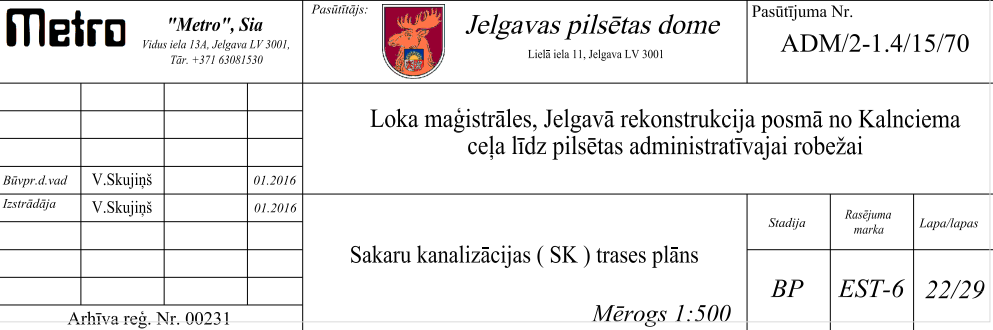 Metro
"Metro", Sia
Vidus iela 13A, Jelgava LV 3001,
Tār. +371 63081530
Pasūtītājs:
Jelgavas pilsētas dome
Lielā iela 11, Jelgava LV 3001
Pasūtījuma Nr.
ADM/2-1.4/15/70
Loka maģistrāles, Jelgavā rekonstrukcija posmā no Kalnciema
ceļa līdz pilsētas administratīvajai robežai
Būvpr.d.vad V.Skujiņš 01.2016
Izstrādāja V.Skujiņš 01.2016
Sakaru kanalizācijas ( SK ) trases plāns
Mērogs 1:500
Stadija
Rasējuma
marka
Lapa/lapas
BP
EST-6
22/29
Arhīva reģ. Nr. 00231